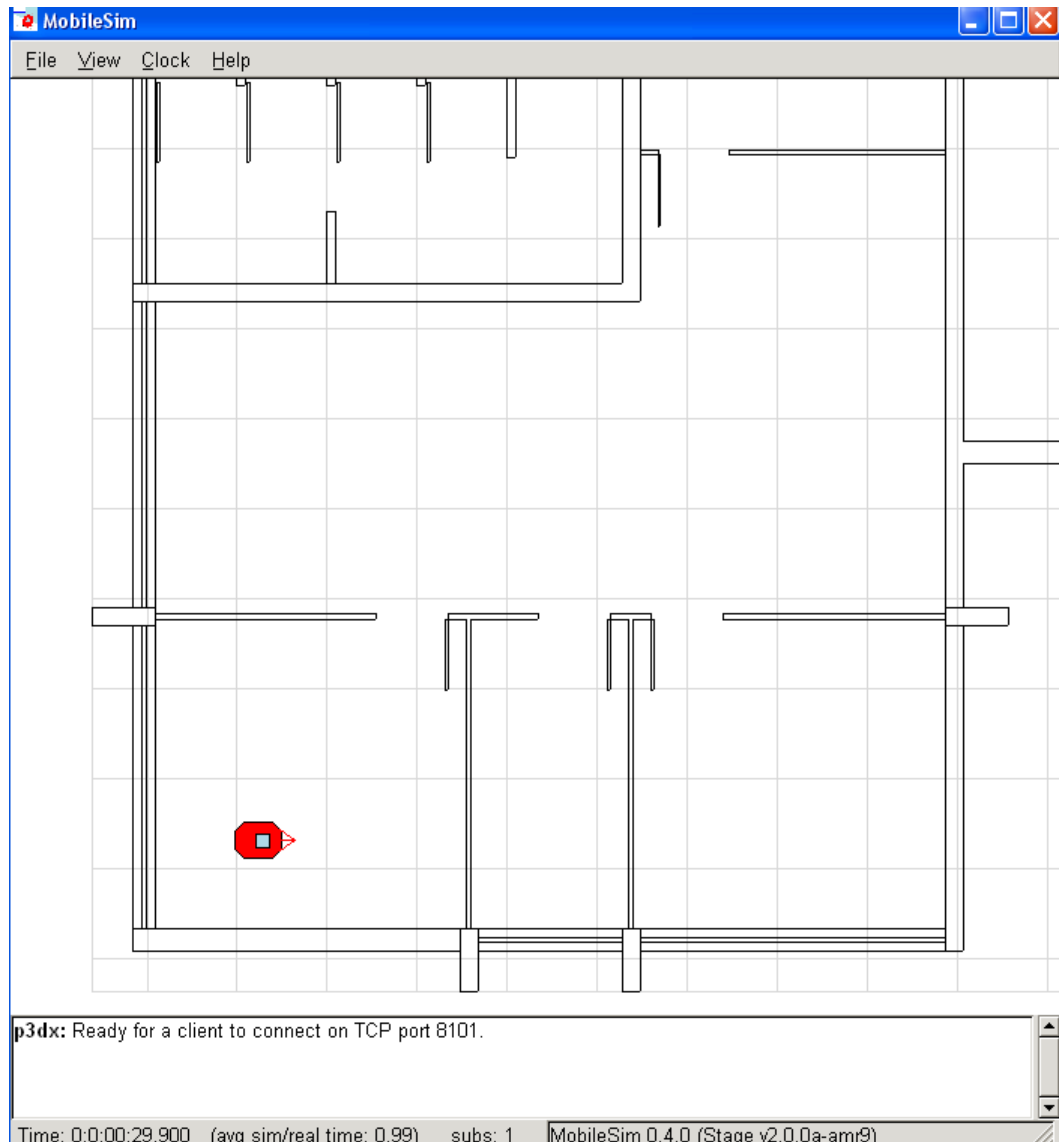 MobileSim
File View Clock Help
p3dx: Ready for a client to connect on TCP port 8101.
Time: 0:0:00:29.900 (avg sim/real time: 0.99) subs: 1 MobileSim 0.4.0 (Stage v2.0.0a-amr9)